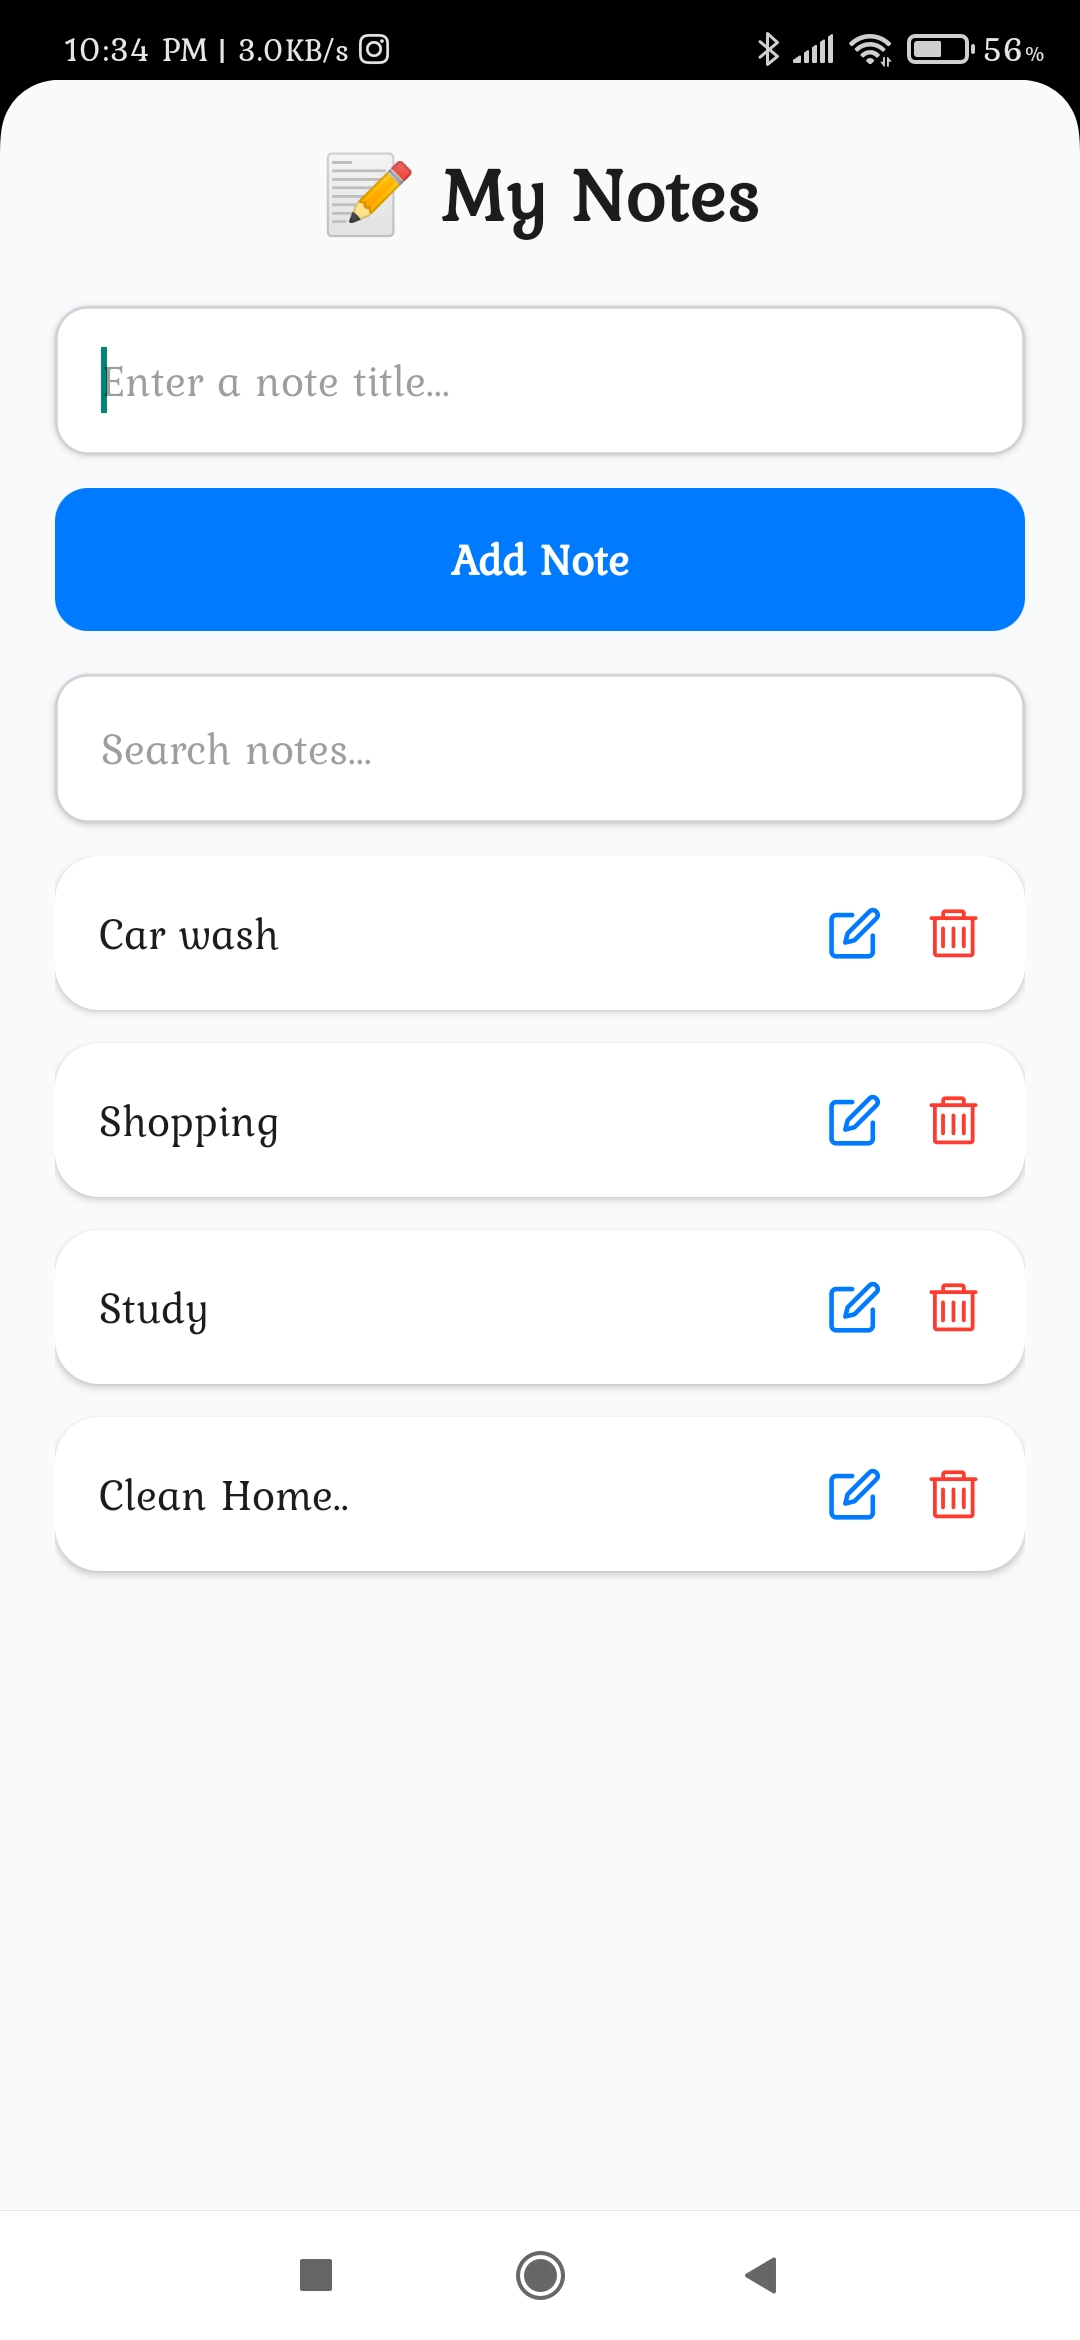 10:34 PM | 3.0KB/s 56%
📝 My Notes
Enter a note title...
Add Note
Search notes...
Car wash
Shopping
Study
Clean Home..